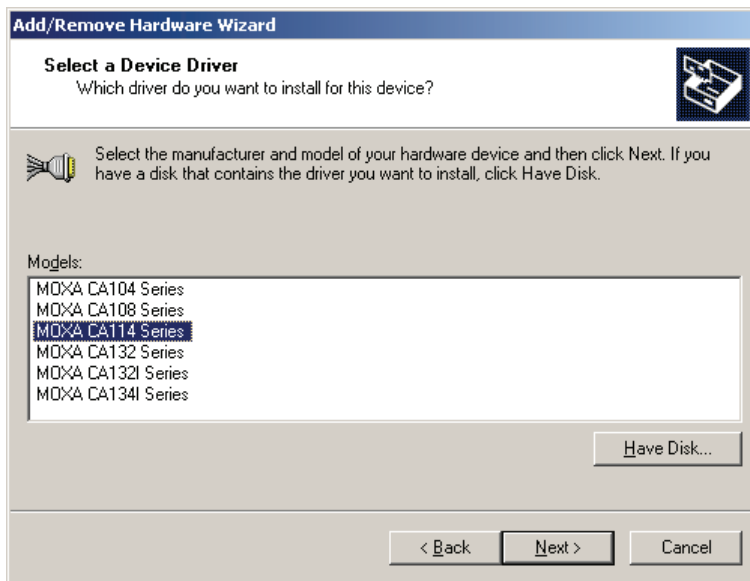 Add/Remove Hardware Wizard
Select a Device Driver
Which driver do you want to install for this device?
Select the manufacturer and model of your hardware device and then click Next. If you
have a disk that contains the driver you want to install, click Have Disk.
Models:
MOXA CA104 Series
MOXA CA108 Series
MOXA CA114 Series
MOXA CA132 Series
MOXA CA132I Series
MOXA CA134I Series
Have Disk...
< Back
Next >
Cancel